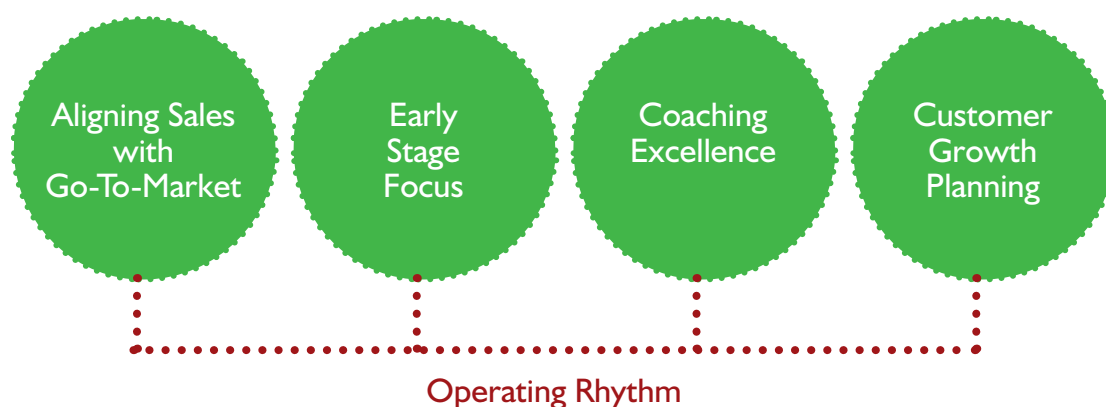 Aligning Sales
with
Go-To-Market
Early
Stage
Focus
Coaching
Excellence
Customer
Growth
Planning
Operating Rhythm